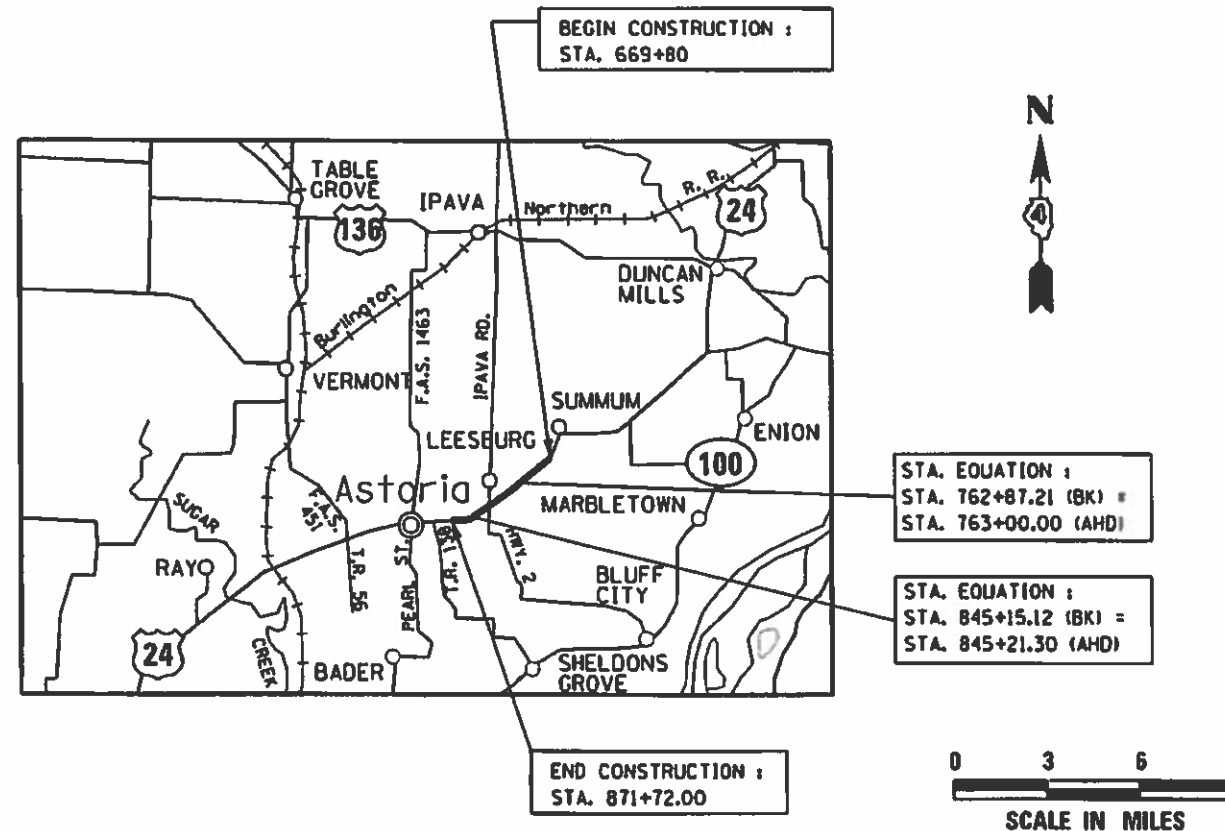 BEGIN CONSTRUCTION :
STA. 669+80
N
4
TABLE
GROVE
IPAVA
Northern
R. R.
24
136
DUNCAN
MILLS
Burlington
F.A.S. 1463
IPAVA RD.
VERMONT
SUMMUM
LEESBURG
ENION
100
Astoria
MARBLETOWN
STA. EQUATION :
STA. 762+87.21 (BK) =
STA. 763+00.00 (AHD)
SUGAR
F.A.S.
451
RAY
T.R. 56
PEARL ST.
T.R. 158
HWY. 2
BLUFF
CITY
STA. EQUATION :
STA. 845+15.12 (BK) =
STA. 845+21.30 (AHD)
24
CREEK
BADER
SHELDONS
GROVE
END CONSTRUCTION :
STA. 871+72.00
0 3 6
SCALE IN MILES